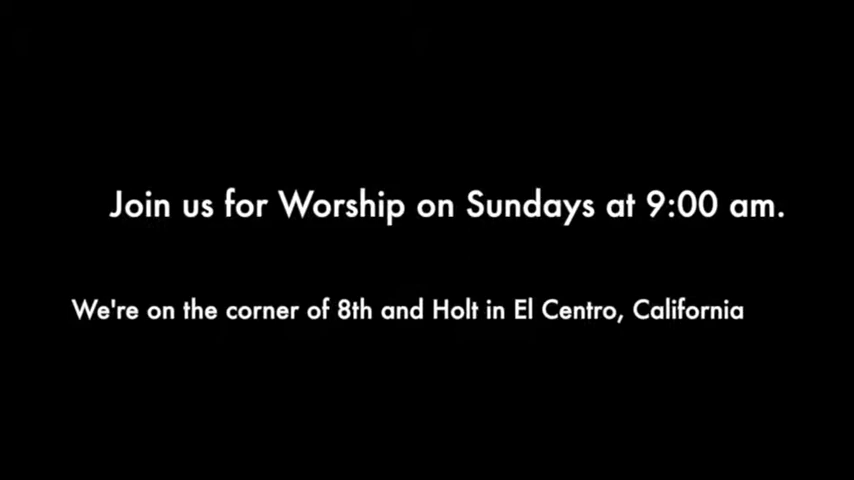 Join us for Worship on Sundays at 9:00 am.
We're on the corner of 8th and Holt in El Centro, California